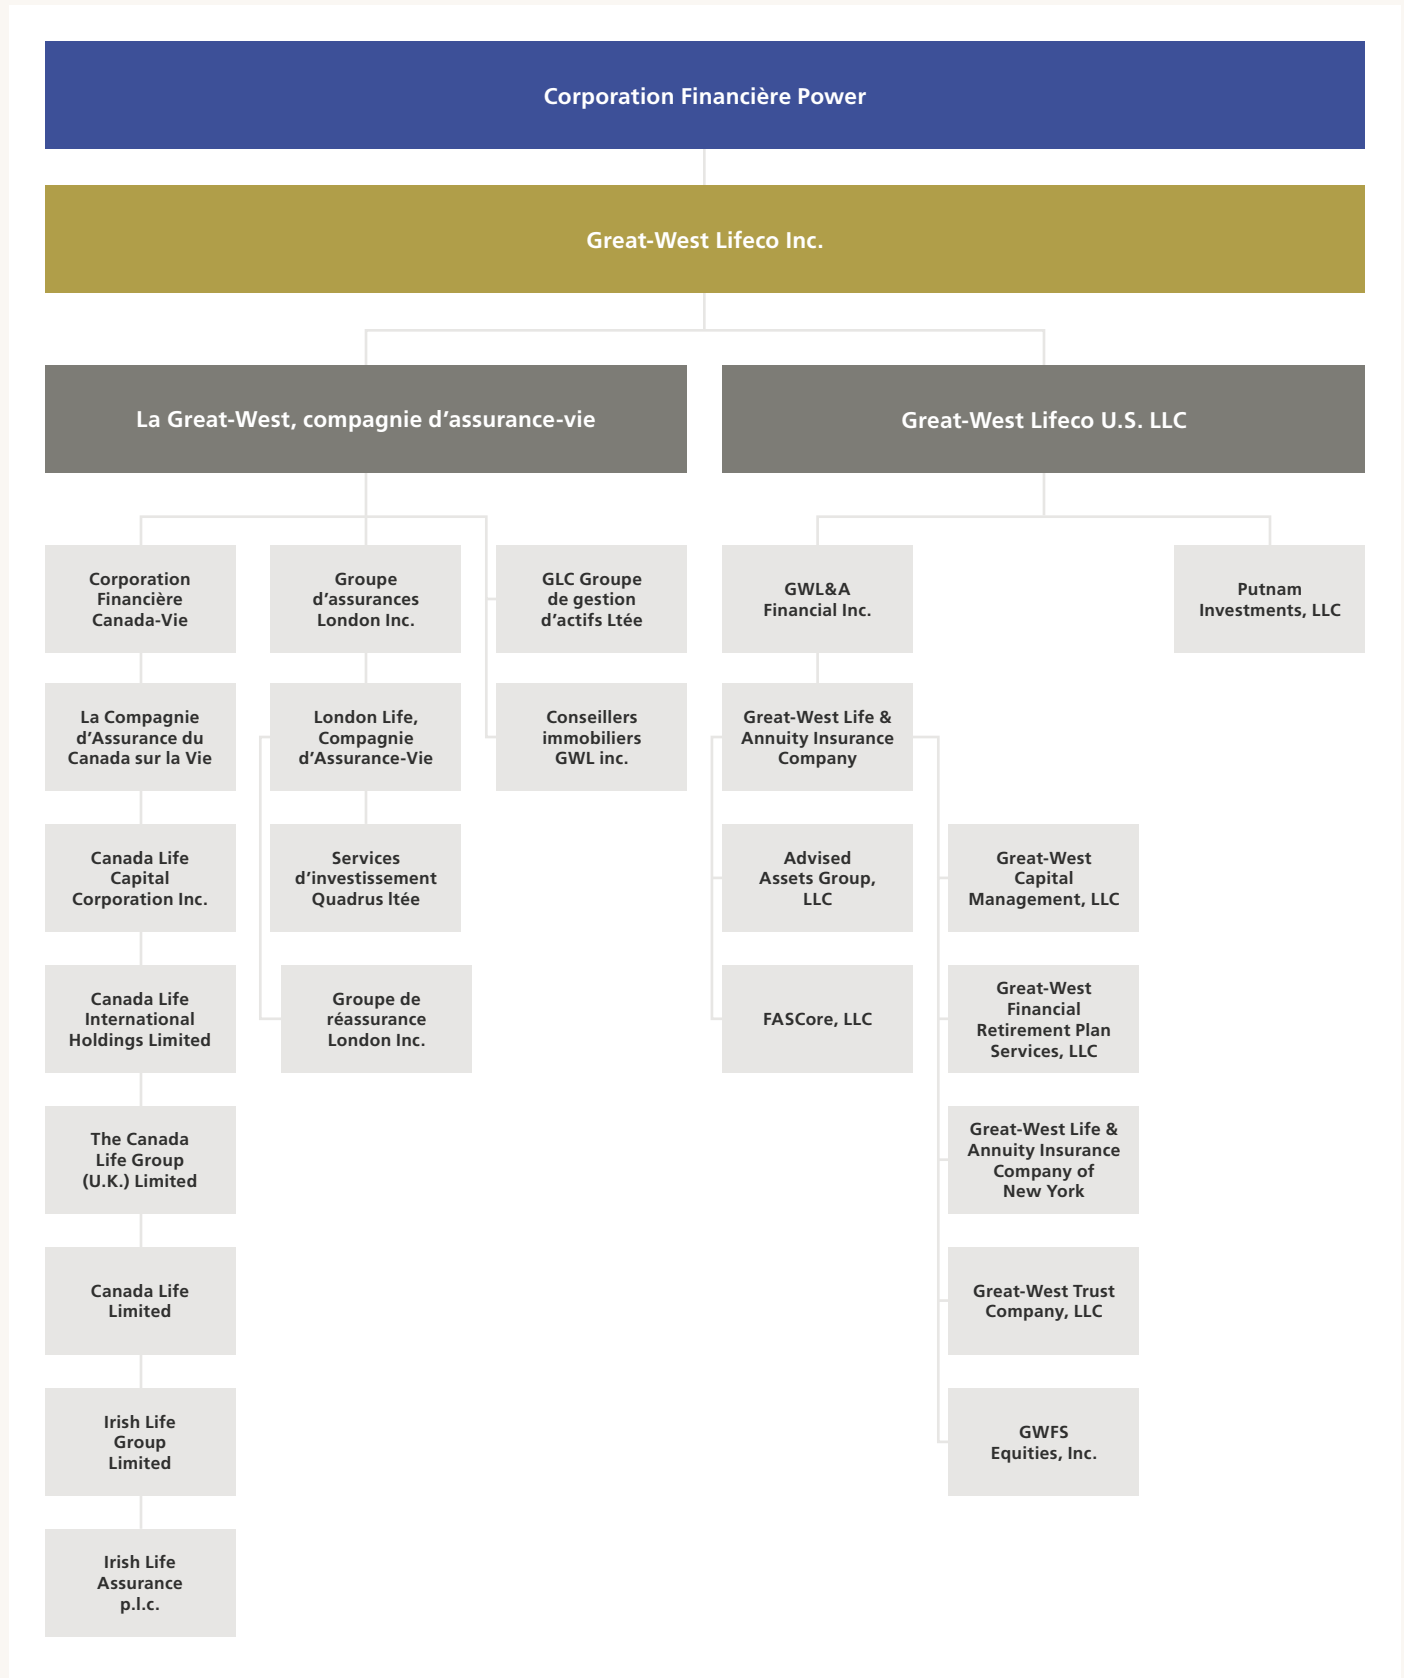 Corporation Financière Power
Great-West Lifeco Inc.
La Great-West, compagnie d’assurance-vie
Great-West Lifeco U.S. LLC
Corporation
Financière
Canada-Vie
Groupe
d’assurances
London Inc.
GLC Groupe
de gestion
d’actifs Ltée
GWL&A
Financial Inc.
Putnam
Investments, LLC
La Compagnie
d’Assurance du
Canada sur la Vie
London Life,
Compagnie
d’Assurance-Vie
Conseillers
immobiliers
GWL inc.
Great-West Life &
Annuity Insurance
Company
Canada Life
Capital
Corporation Inc.
Services
d’investissement
Quadrus ltée
Advised
Assets Group,
LLC
Great-West
Capital
Management, LLC
Canada Life
International
Holdings Limited
Groupe de
réassurance
London Inc.
FASCore, LLC
Great-West
Financial
Retirement Plan
Services, LLC
The Canada
Life Group
(U.K.) Limited
Great-West Life &
Annuity Insurance
Company of
New York
Canada Life
Limited
Great-West Trust
Company, LLC
Irish Life
Group
Limited
GWFS
Equities, Inc.
Irish Life
Assurance
p.l.c.